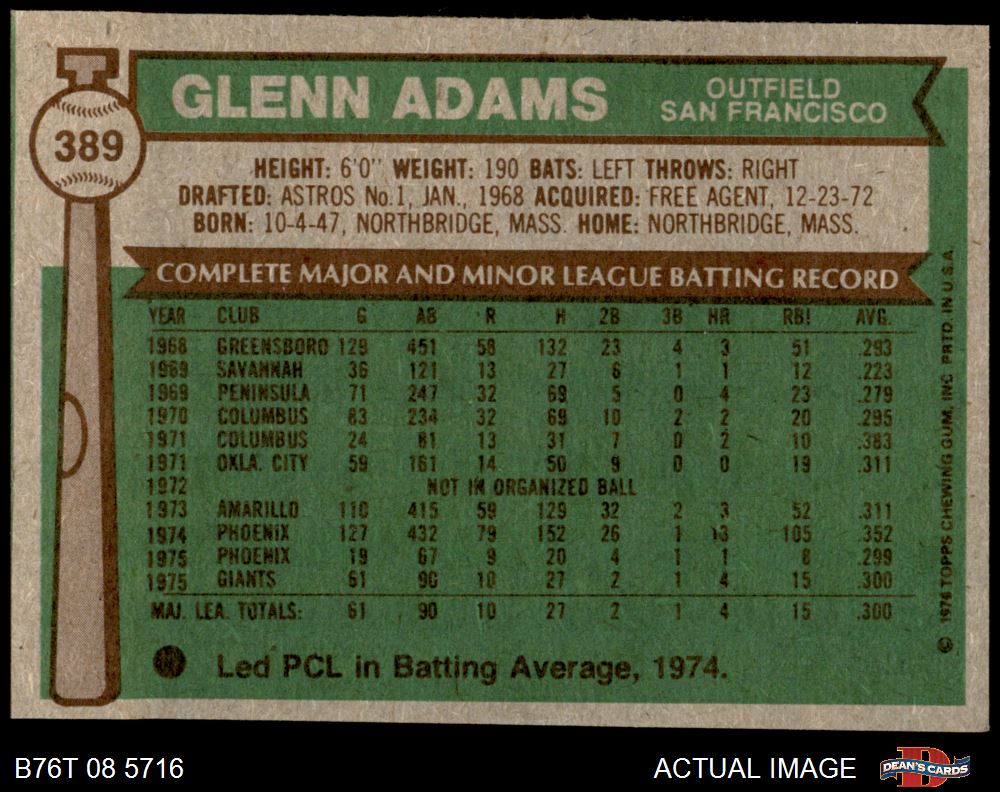 389
GLENN ADAMS
OUTFIELD
SAN FRANCISCO
HEIGHT: 6'0" WEIGHT: 190 BATS: LEFT THROWS: RIGHT
DRAFTED: ASTROS No.1, JAN., 1968 ACQUIRED: FREE AGENT, 12-23-72
BORN: 10-4-47, NORTHBRIDGE, MASS. HOME: NORTHBRIDGE, MASS.
COMPLETE MAJOR AND MINOR LEAGUE BATTING RECORD
YEAR CLUB G AB R H 2B 3B HR RBI AVG.
1968 GREENSBORO 129 451 58 132 23 4 3 51 .293
1969 SAVANNAH 36 121 13 27 6 1 1 12 .223
1969 PENINSULA 71 247 32 69 5 0 4 23 .279
1970 COLUMBUS 83 234 32 69 10 2 2 20 .295
1971 COLUMBUS 24 81 13 31 7 0 2 10 .383
1971 OKLA. CITY 59 161 14 50 9 0 0 19 .311
1972 NOT IN ORGANIZED BALL
1973 AMARILLO 110 415 59 129 32 2 3 52 .311
1974 PHOENIX 127 432 79 152 26 1 13 105 .352
1975 PHOENIX 19 67 9 20 4 1 1 8 .299
1975 GIANTS 61 90 10 27 2 1 4 15 .300
MAJ. LEA. TOTALS: 61 90 10 27 2 1 4 15 .300
Led PCL in Batting Average, 1974.
© 1976 TOPPS CHEWING GUM, INC. PRTD. IN U.S.A.
B76T 08 5716
ACTUAL IMAGE
D
DEAN'S CARDS